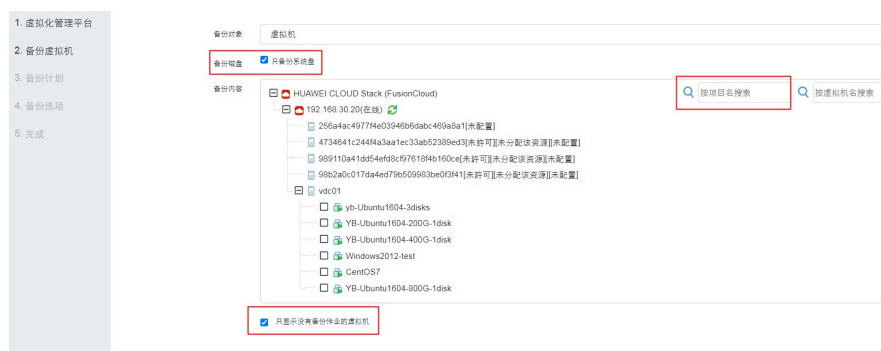 1. 虚拟化管理平台
2. 备份虚拟机
3. 备份计划
4. 备份选项
5. 完成
备份对象 虚拟机
备份磁盘 只备份系统盘
备份内容
HUAWEI CLOUD Stack (FusionCloud)
按项目名搜索 按虚拟机名搜索
192.168.30.20(在线)
256a4ac4977f4e03946b6dabc469a8a1[未配置]
4734641c244f4a3aa1ec33ab52389ed3[未許可][未分配该资源][未配置]
989110a41dd54efd8cf97618f4b160ce[未許可][未分配该资源][未配置]
98b2a0c017da4ed79b509983be0f3f41[未許可][未分配该资源][未配置]
vdc01
yb-Ubuntu1604-3disks
YB-Ubuntu1604-200G-1disk
YB-Ubuntu1604-400G-1disk
Windows2012-test
CentOS7
YB-Ubuntu1604-800G-1disk
只显示没有备份作业的虚拟机